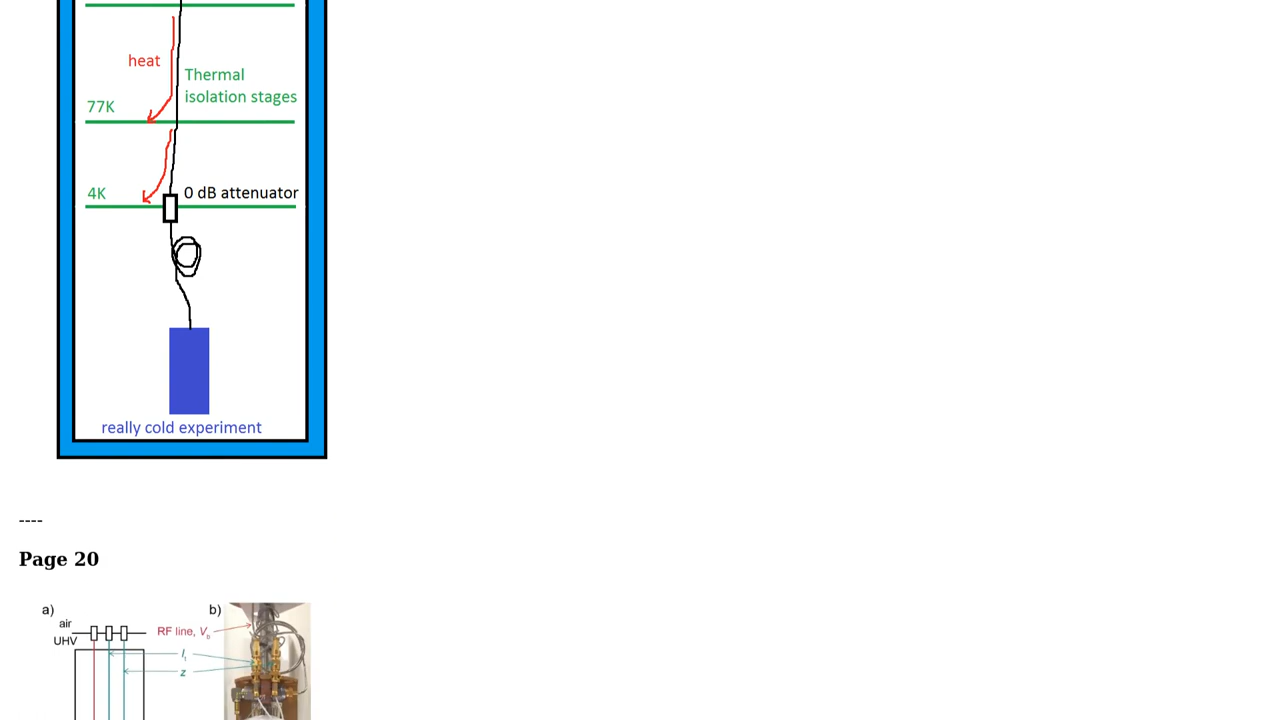 heat
Thermal
isolation stages
77K
4K
0 dB attenuator
really cold experiment
----
Page 20
a)
b)
air
UHV
RF line, V
I
z